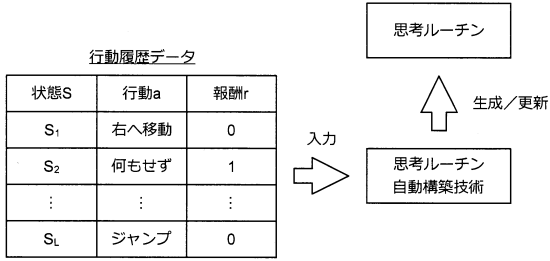 思考ルーチン
行動履歴データ
生成／更新
状態S 行動a 報酬r
S₁ 右へ移動 0
入力
S₂ 何もせず 1
思考ルーチン
自動構築技術
⋮ ⋮ ⋮
S_L ジャンプ 0